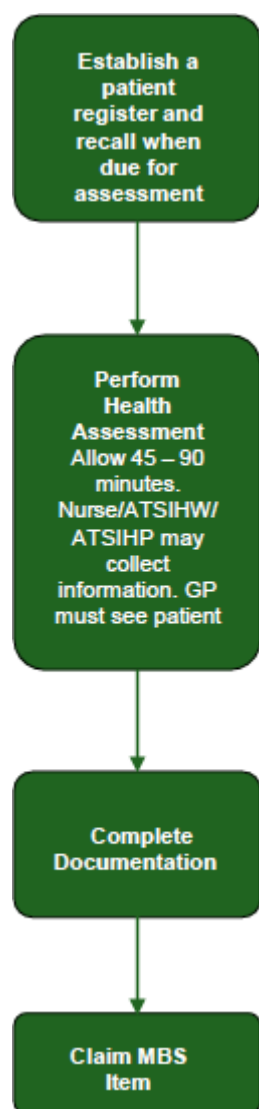 Establish a
patient
register and
recall when
due for
assessment
Perform
Health
Assessment
Allow 45 – 90
minutes.
Nurse/ATSIHW/
ATSIHP may
collect
information. GP
must see patient
Complete
Documentation
Claim MBS
Item